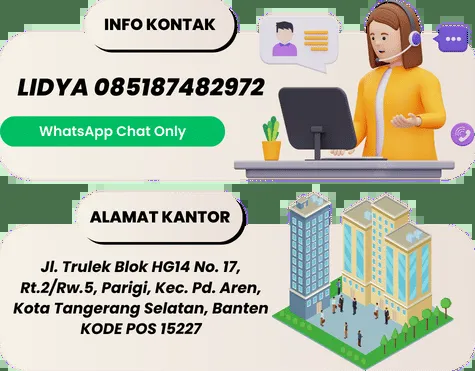 INFO KONTAK
LIDYA 085187482972
WhatsApp Chat Only
ALAMAT KANTOR
Jl. Trulek Blok HG14 No. 17,
Rt.2/Rw.5, Parigi, Kec. Pd. Aren,
Kota Tangerang Selatan, Banten
KODE POS 15227